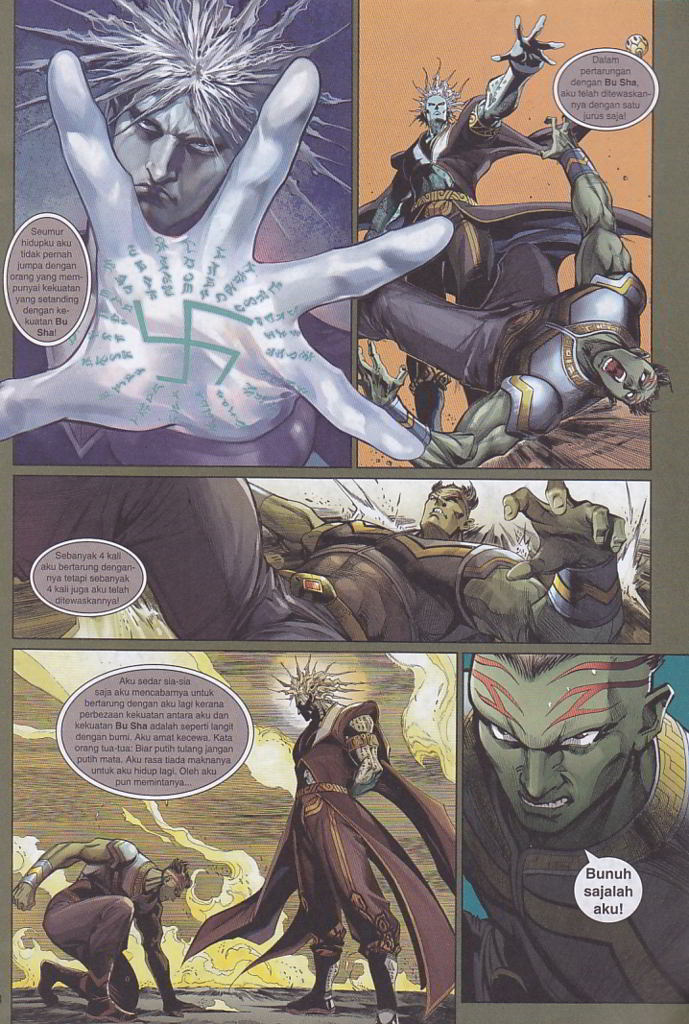 Seumur
hidupku aku
tidak pernah
jumpa dengan
orang yang mem-
punyai kekuatan
yang setanding
dengan ke-
kuatan Bu
Sha!
Dalam
pertarungan
dengan Bu Sha,
aku telah ditewaskan-
nya dengan satu
jurus saja!
Sebanyak 4 kali
aku bertarung dengan-
nya tetapi sebanyak
4 kali juga aku telah
ditewaskannya!
Aku sedar sia-sia
saja aku mencabarnya untuk
bertarung dengan aku lagi kerana
perbezaan kekuatan antara aku dan
kekuatan Bu Sha adalah seperti langit
dengan bumi. Aku amat kecewa. Kata
orang tua-tua: Biar putih tulang jangan
putih mata. Aku rasa tiada maknanya
untuk aku hidup lagi. Oleh aku
pun memintanya...
Bunuh
sajalah
aku!